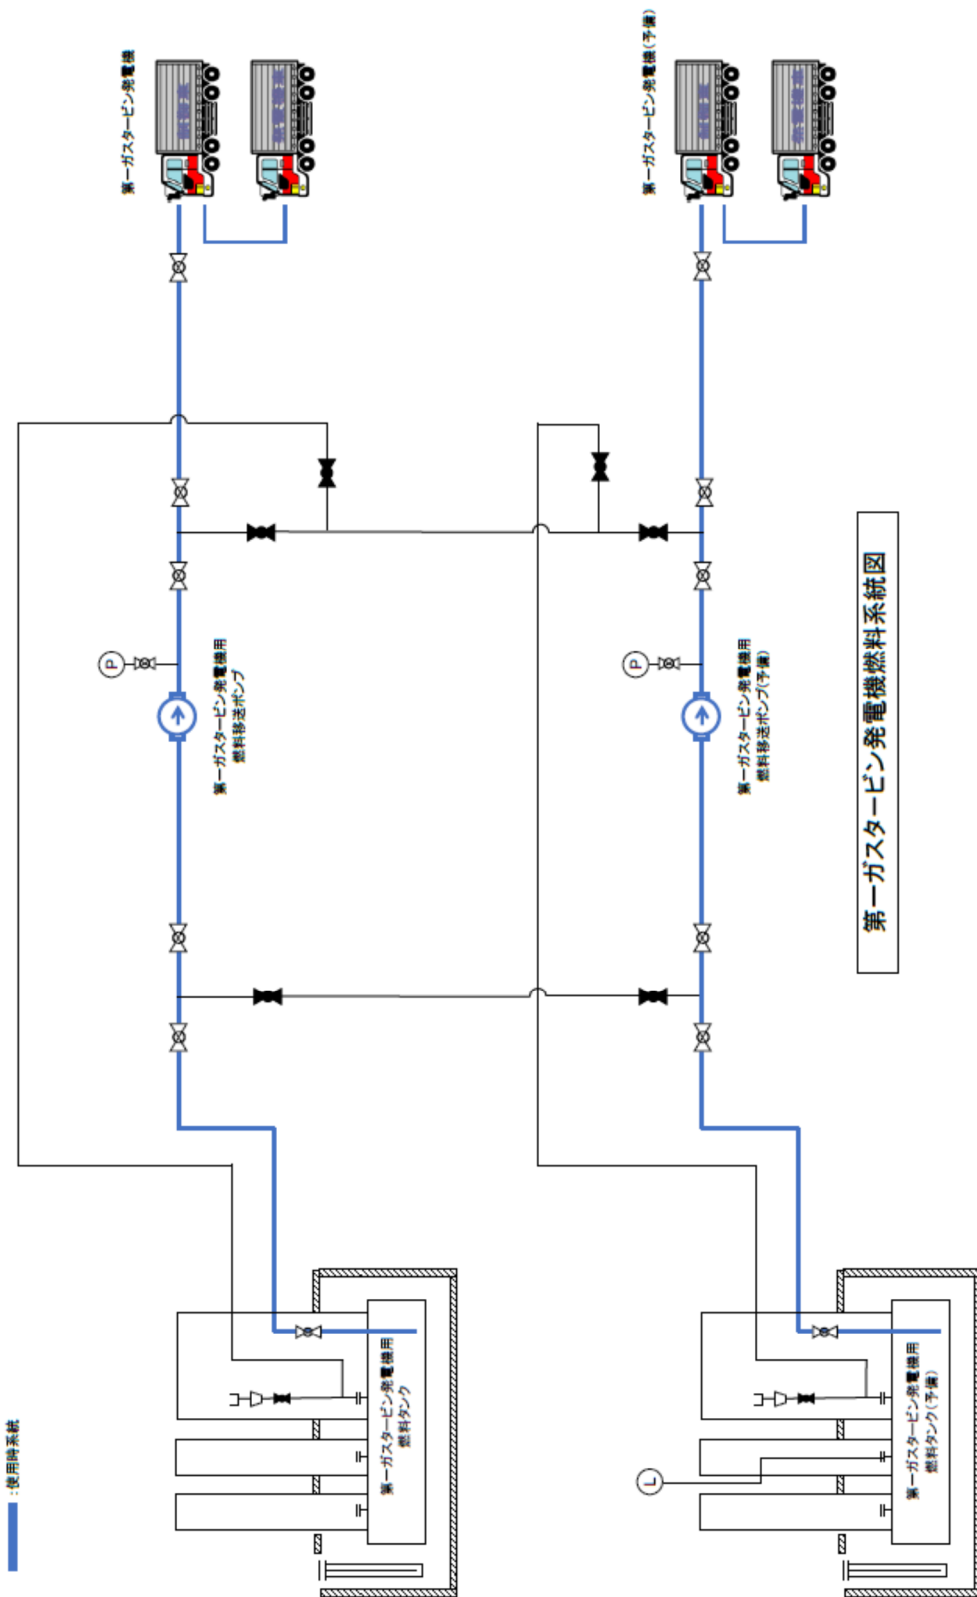 第一ガスタービン発電機
第一ガスタービン発電機(予備)
P
第一ガスタービン発電機用
燃料移送ポンプ
P
第一ガスタービン発電機用
燃料移送ポンプ(予備)
第一ガスタービン発電機燃料系統図
第一ガスタービン発電機用
燃料タンク
L
第一ガスタービン発電機用
燃料タンク(予備)
:使用時系統